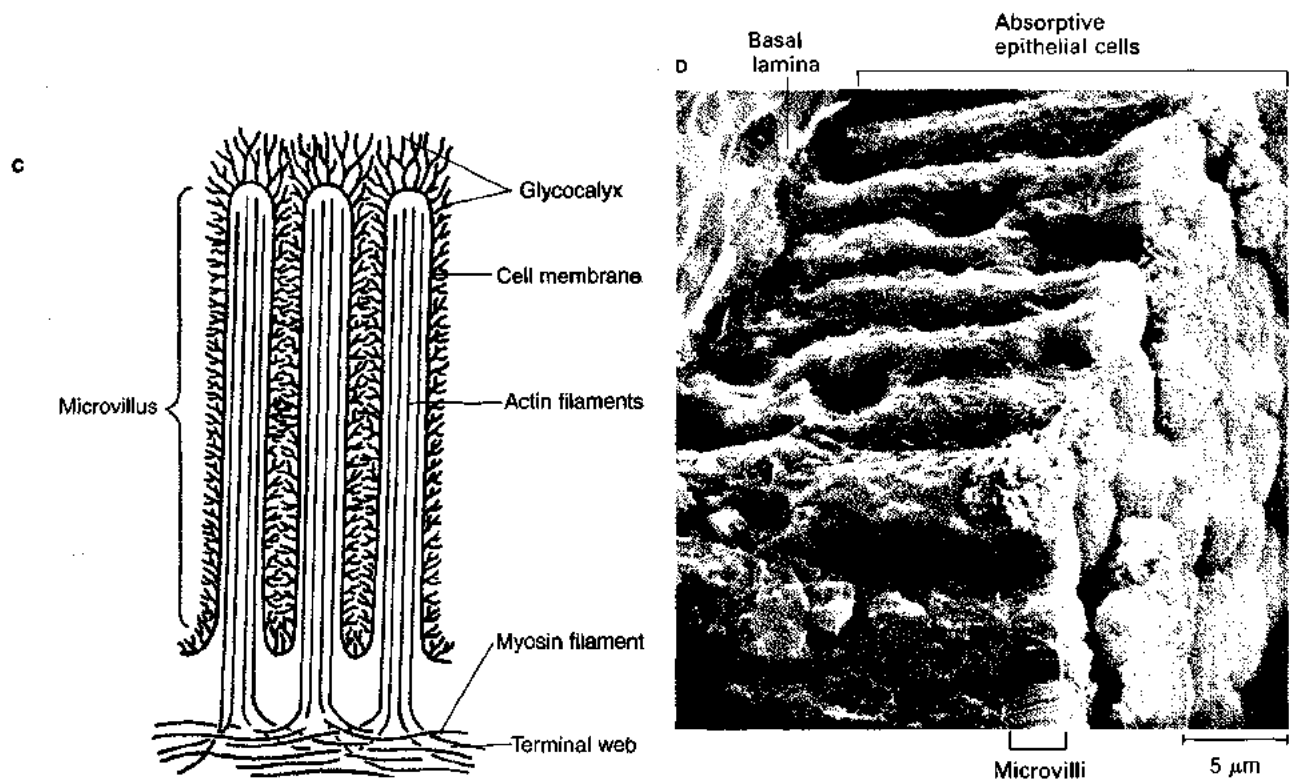 C
Glycocalyx
Cell membrane
Microvillus
Actin filaments
Myosin filament
Terminal web
D
Basal
lamina
Absorptive
epithelial cells
Microvilli
5 μm